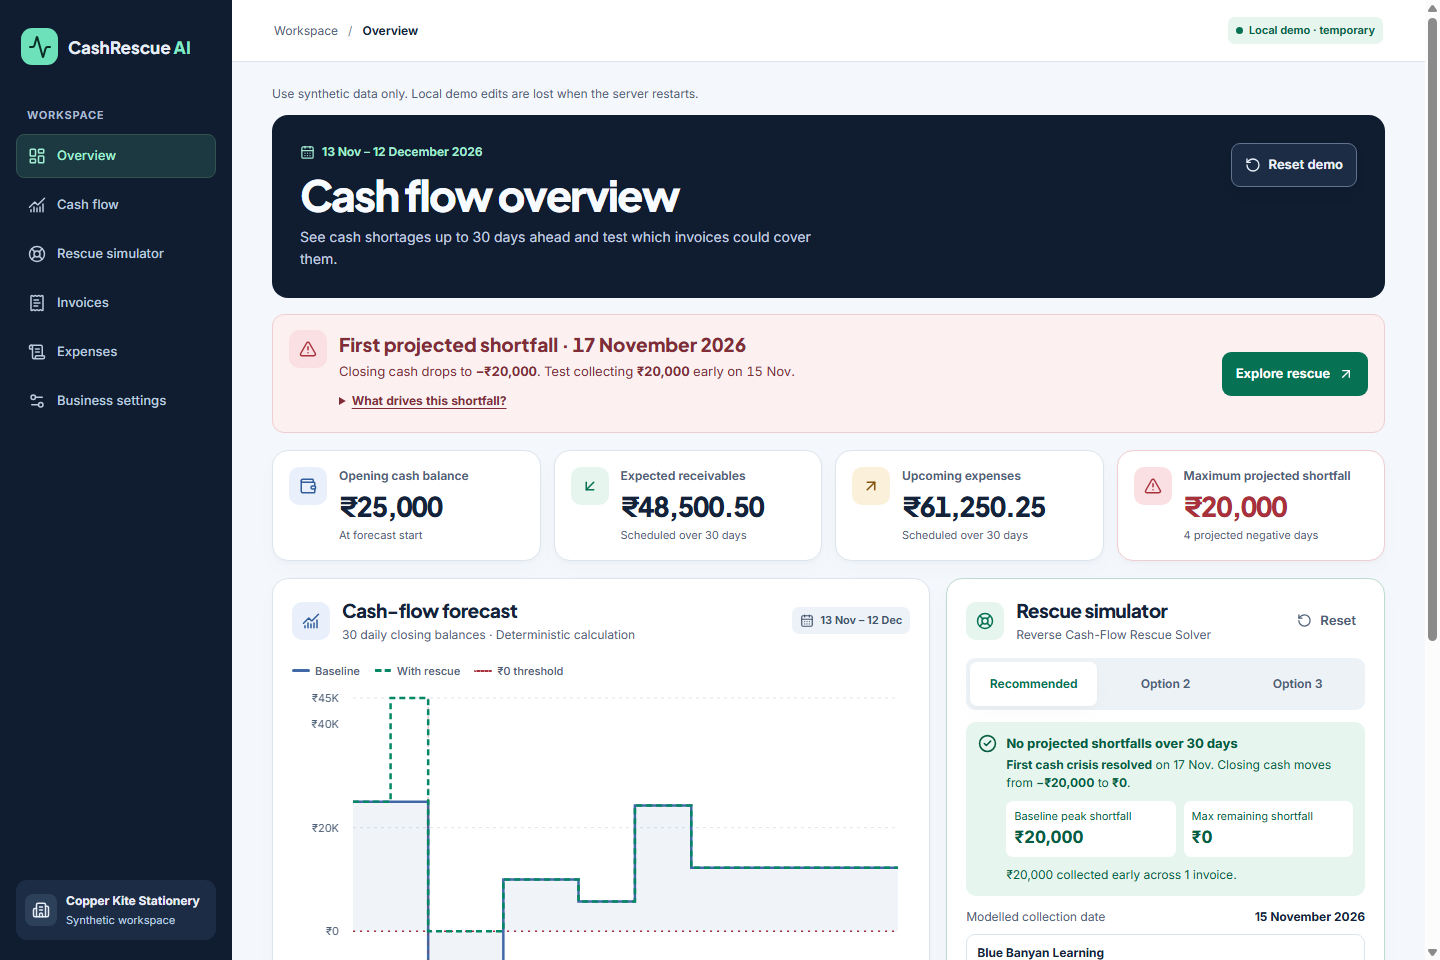 CashRescue AI
WORKSPACE
Overview
Cash flow
Rescue simulator
Invoices
Expenses
Business settings
Copper Kite Stationery
Synthetic workspace
Workspace / Overview
Local demo · temporary
Use synthetic data only. Local demo edits are lost when the server restarts.
13 Nov – 12 December 2026
Reset demo
Cash flow overview
See cash shortages up to 30 days ahead and test which invoices could cover
them.
First projected shortfall · 17 November 2026
Closing cash drops to −₹20,000. Test collecting ₹20,000 early on 15 Nov.
What drives this shortfall?
Explore rescue
Opening cash balance
₹25,000
At forecast start
Expected receivables
₹48,500.50
Scheduled over 30 days
Upcoming expenses
₹61,250.25
Scheduled over 30 days
Maximum projected shortfall
₹20,000
4 projected negative days
Cash-flow forecast
30 daily closing balances · Deterministic calculation
13 Nov – 12 Dec
Baseline
With rescue
₹0 threshold
₹45K
₹40K
₹20K
₹0
Rescue simulator
Reverse Cash-Flow Rescue Solver
Reset
Recommended
Option 2
Option 3
No projected shortfalls over 30 days
First cash crisis resolved on 17 Nov. Closing cash moves
from −₹20,000 to ₹0.
Baseline peak shortfall
₹20,000
Max remaining shortfall
₹0
₹20,000 collected early across 1 invoice.
Modelled collection date
15 November 2026
Blue Banyan Learning